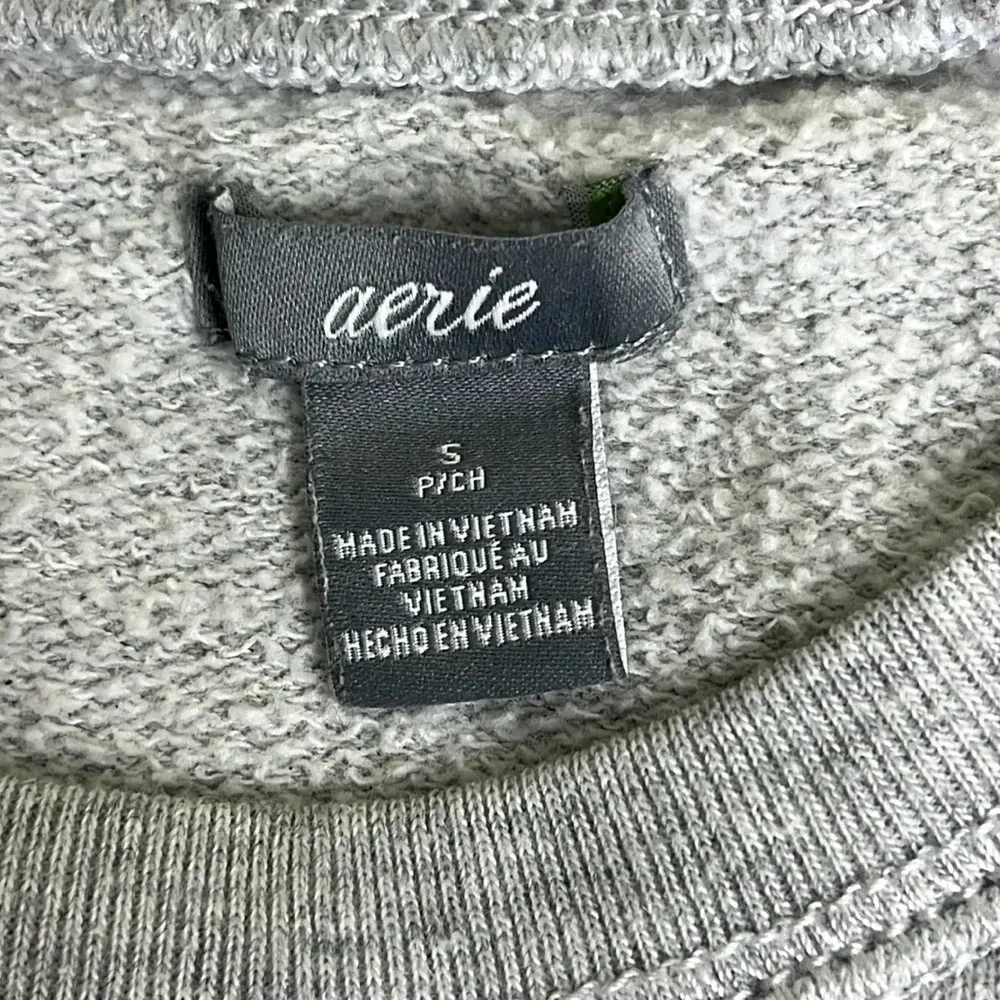 aerie
S
P/CH
MADE IN VIETNAM
FABRIQUÉ AU
VIETNAM
HECHO EN VIETNAM